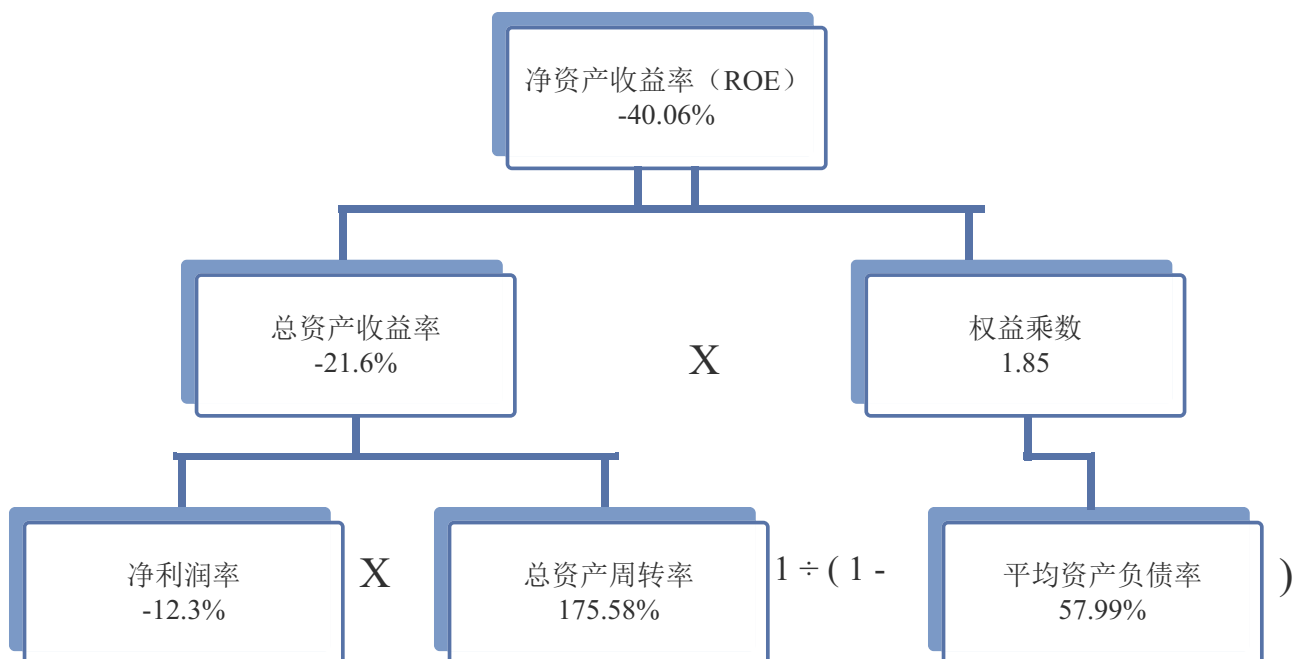 净资产收益率（ROE）
-40.06%
总资产收益率
-21.6%
X
权益乘数
1.85
净利润率
-12.3%
X
总资产周转率
175.58%
1 ÷ ( 1 -
平均资产负债率
57.99%
)